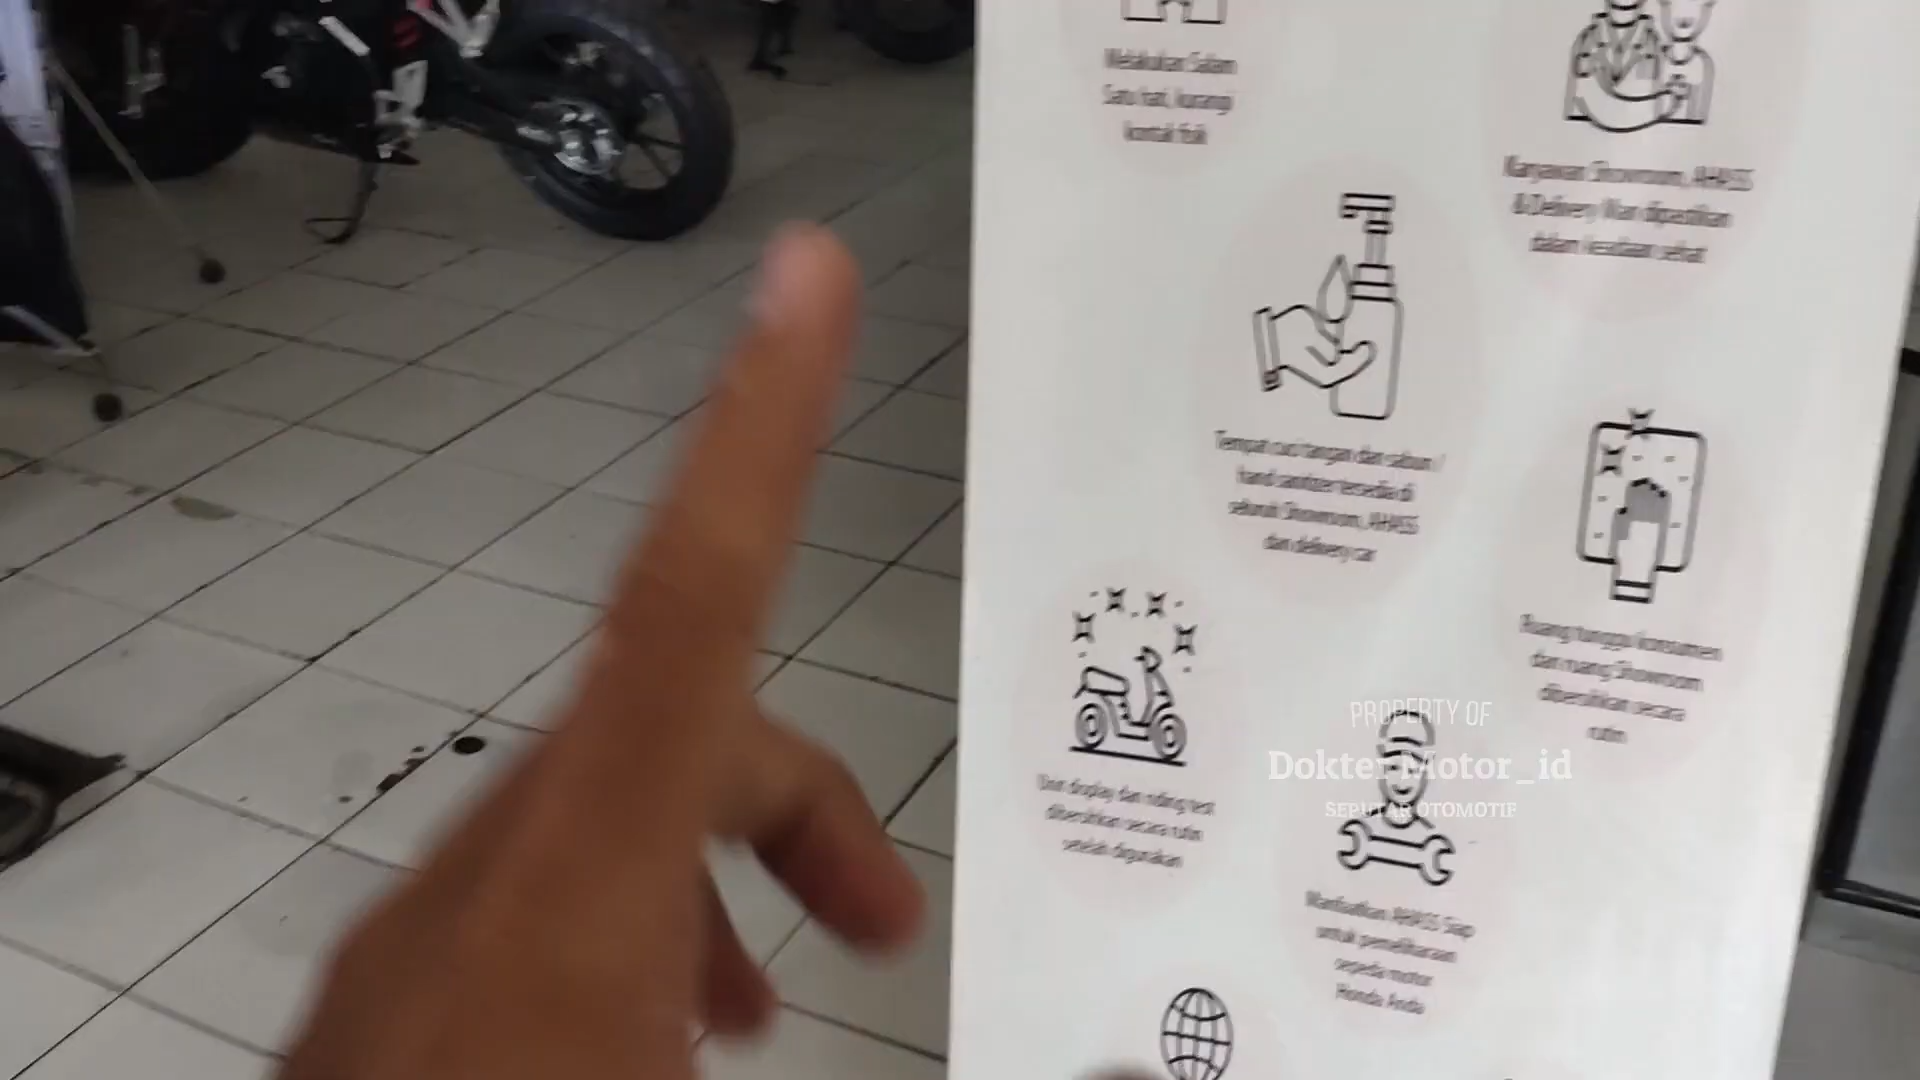 Melakukan Salam
Satu hati, kurangi
kontak fisik
Karyawan Showroom, AHASS
& Delivery Man dipastikan
dalam keadaan sehat
Tempat cuci tangan dan sabun /
hand sanitizer tersedia di
seluruh Showroom, AHASS
dan delivery car
Ruang tunggu konsumen
dan ruang Showroom
dibersihkan secara
rutin
Unit display dan riding test
dibersihkan secara rutin
setelah digunakan
PROPERTY OF
Dokter Motor_id
SEPUTAR OTOMOTIF
Manfaatkan AHASS Siap
untuk pemeliharaan
sepeda motor
Honda Anda